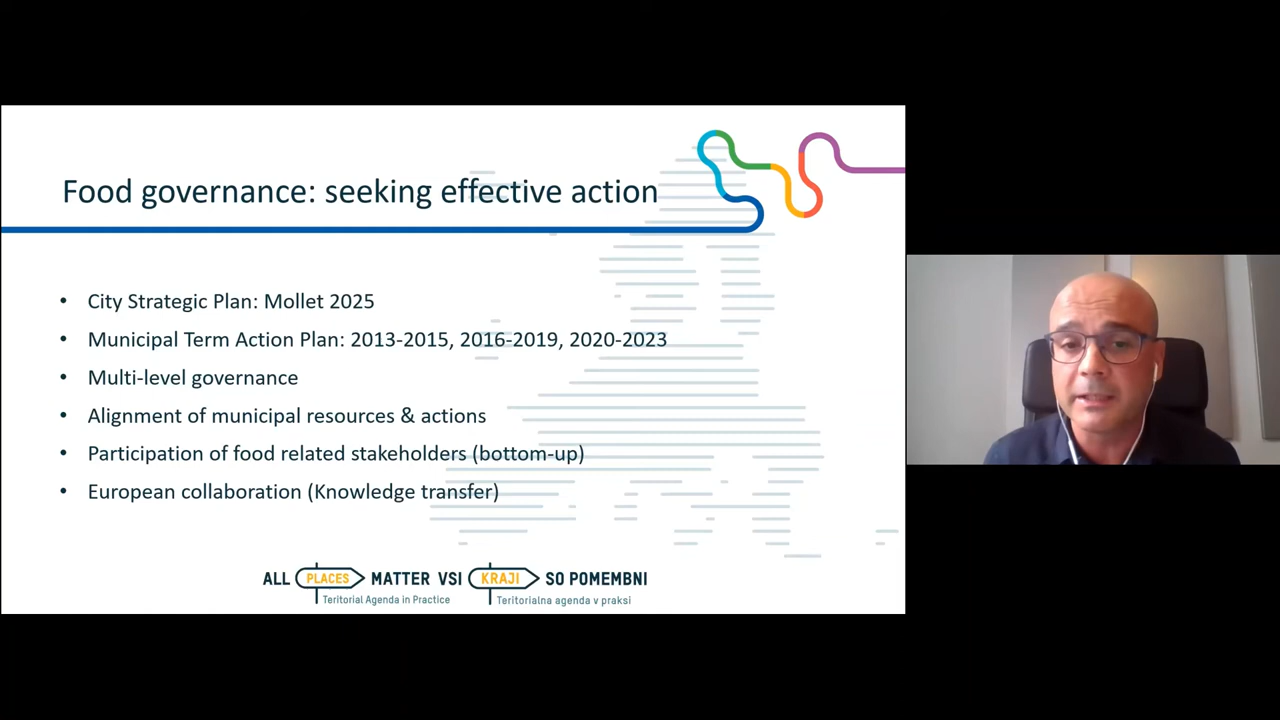 Food governance: seeking effective action
• City Strategic Plan: Mollet 2025
• Municipal Term Action Plan: 2013-2015, 2016-2019, 2020-2023
• Multi-level governance
• Alignment of municipal resources & actions
• Participation of food related stakeholders (bottom-up)
• European collaboration (Knowledge transfer)
ALL PLACES MATTER VSI KRAJI SO POMEMBNI
Teritorial Agenda in Practice Teritorialna agenda v praksi